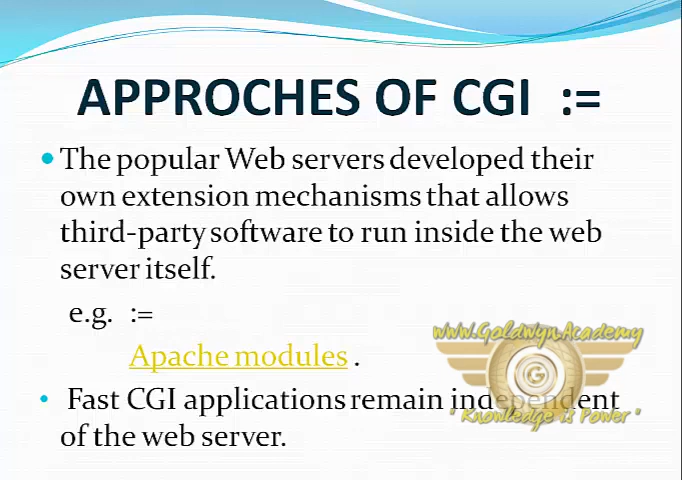 APPROCHES OF CGI :=
• The popular Web servers developed their
own extension mechanisms that allows
third-party software to run inside the web
server itself.
e.g. :=
Apache modules .
www.GoldwynAcademy
G
• Fast CGI applications remain independent
" Knowledge is Power "
of the web server.